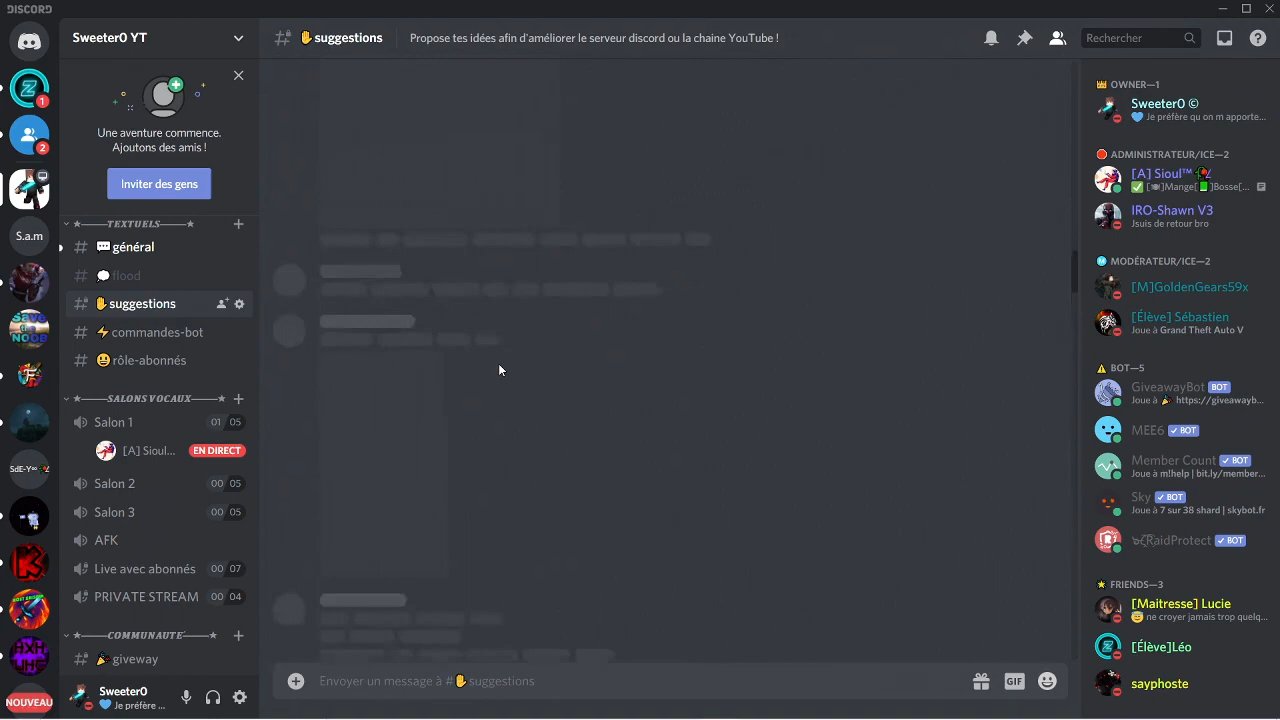 DISCORD
Sweeter0 YT
✋suggestions
Propose tes idées afin d'améliorer le serveur discord ou la chaine YouTube !
Rechercher
1
2
S.a.m
SdE-Y∞
NOUVEAU
Une aventure commence.
Ajoutons des amis !
Inviter des gens
★———TEXTUELS———★
# 💬général
# 💭flood
# ✋suggestions
# ⚡commandes-bot
# 😃rôle-abonnés
★———SALONS VOCAUX———★
Salon 1 01 05
[A] Sioul... EN DIRECT
Salon 2 00 05
Salon 3 00 05
AFK
Live avec abonnés 00 07
PRIVATE STREAM 00 04
★———COMMUNAUTÉ———★
# 🎉giveway
Sweeter0
💙 Je préfère ...
Envoyer un message à #✋suggestions
GIF
👑 OWNER—1
Sweeter0 ©
💙 Je préfère qu on m apporte...
🔴 ADMINISTRATEUR/ICE—2
[A] Sioul™
✅ [🍽]Mange[📗]Bosse[...
IRO-Shawn V3
Jsuis de retour bro
Ⓜ MODÉRATEUR/ICE—2
[M]GoldenGears59x
[Élève] Sébastien
Joue à Grand Theft Auto V
⚠ BOT—5
GiveawayBot BOT
Joue à 🎉 https://giveawayb...
MEE6 ✓ BOT
Member Count ✓ BOT
Joue à m!help | bit.ly/member...
Sky ✓ BOT
Joue à 7 sur 38 shard | skybot.fr
RaidProtect ✓ BOT
🌟 FRIENDS—3
[Maitresse] Lucie
😇 ne croyer jamais trop quelq...
[Élève]Léo
sayphoste